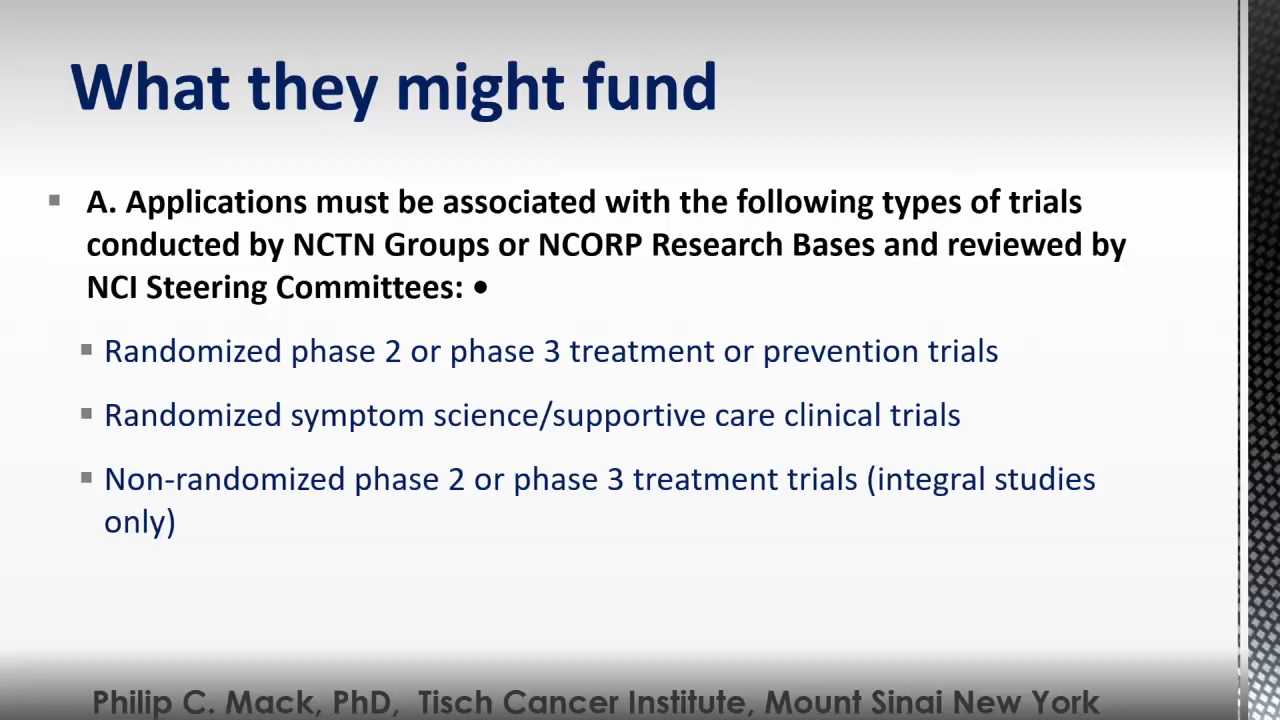 What they might fund
A. Applications must be associated with the following types of trials
conducted by NCTN Groups or NCORP Research Bases and reviewed by
NCI Steering Committees: •
Randomized phase 2 or phase 3 treatment or prevention trials
Randomized symptom science/supportive care clinical trials
Non-randomized phase 2 or phase 3 treatment trials (integral studies
only)
Philip C. Mack, PhD, Tisch Cancer Institute, Mount Sinai New York